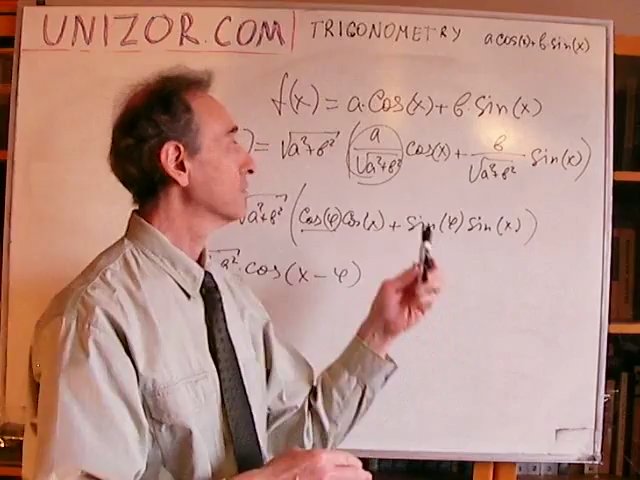 UNIZOR.COM | TRIGONOMETRY a cos(x)+b sin(x)
f(x) = a·Cos(x)+b·Sin(x)
)= √a²+b² (a/√a²+b² cos(x)+ b/√a²+b² sin(x))
√a²+b² (Cos(φ)Cos(x) + Sin(φ) Sin(x))
a²·cos(x-φ)